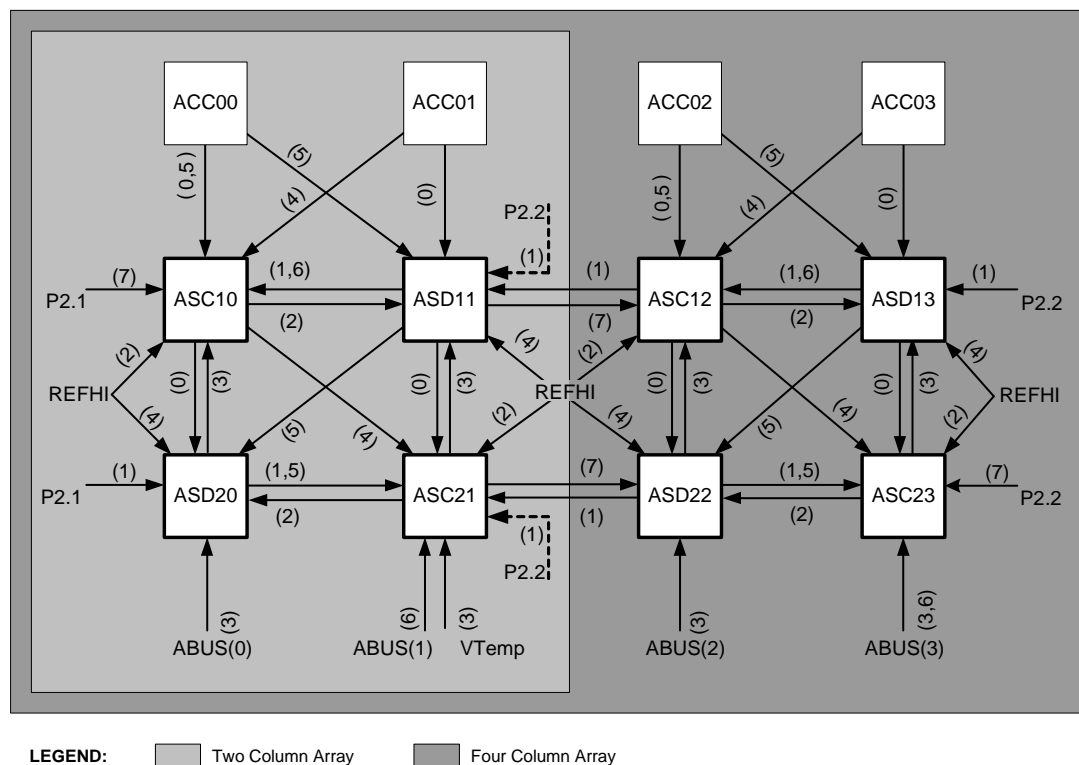 ACC00 ACC01 ACC02 ACC03
(5) (5)
(0,5) (4) (0) (0,5) (4) (0)
P2.2
(7) (1,6) (1) (1) (1,6) (1)
ASC10 ASD11 ASC12 ASD13
P2.1 (2) (7) (2) P2.2
(2) (4) (2) (4)
(0) (3) (0) (3) (0) (3) (0) (3)
REFHI REFHI REFHI
(4) (5) (4) (2) (4) (5) (4) (2)
(1) (1,5) (7) (1,5) (7)
ASD20 ASC21 ASD22 ASC23
P2.1 (2) (1) (2) P2.2
(1)
P2.2
(3) (6) (3) (3) (3,6)
ABUS(0) ABUS(1) VTemp ABUS(2) ABUS(3)
LEGEND: Two Column Array Four Column Array